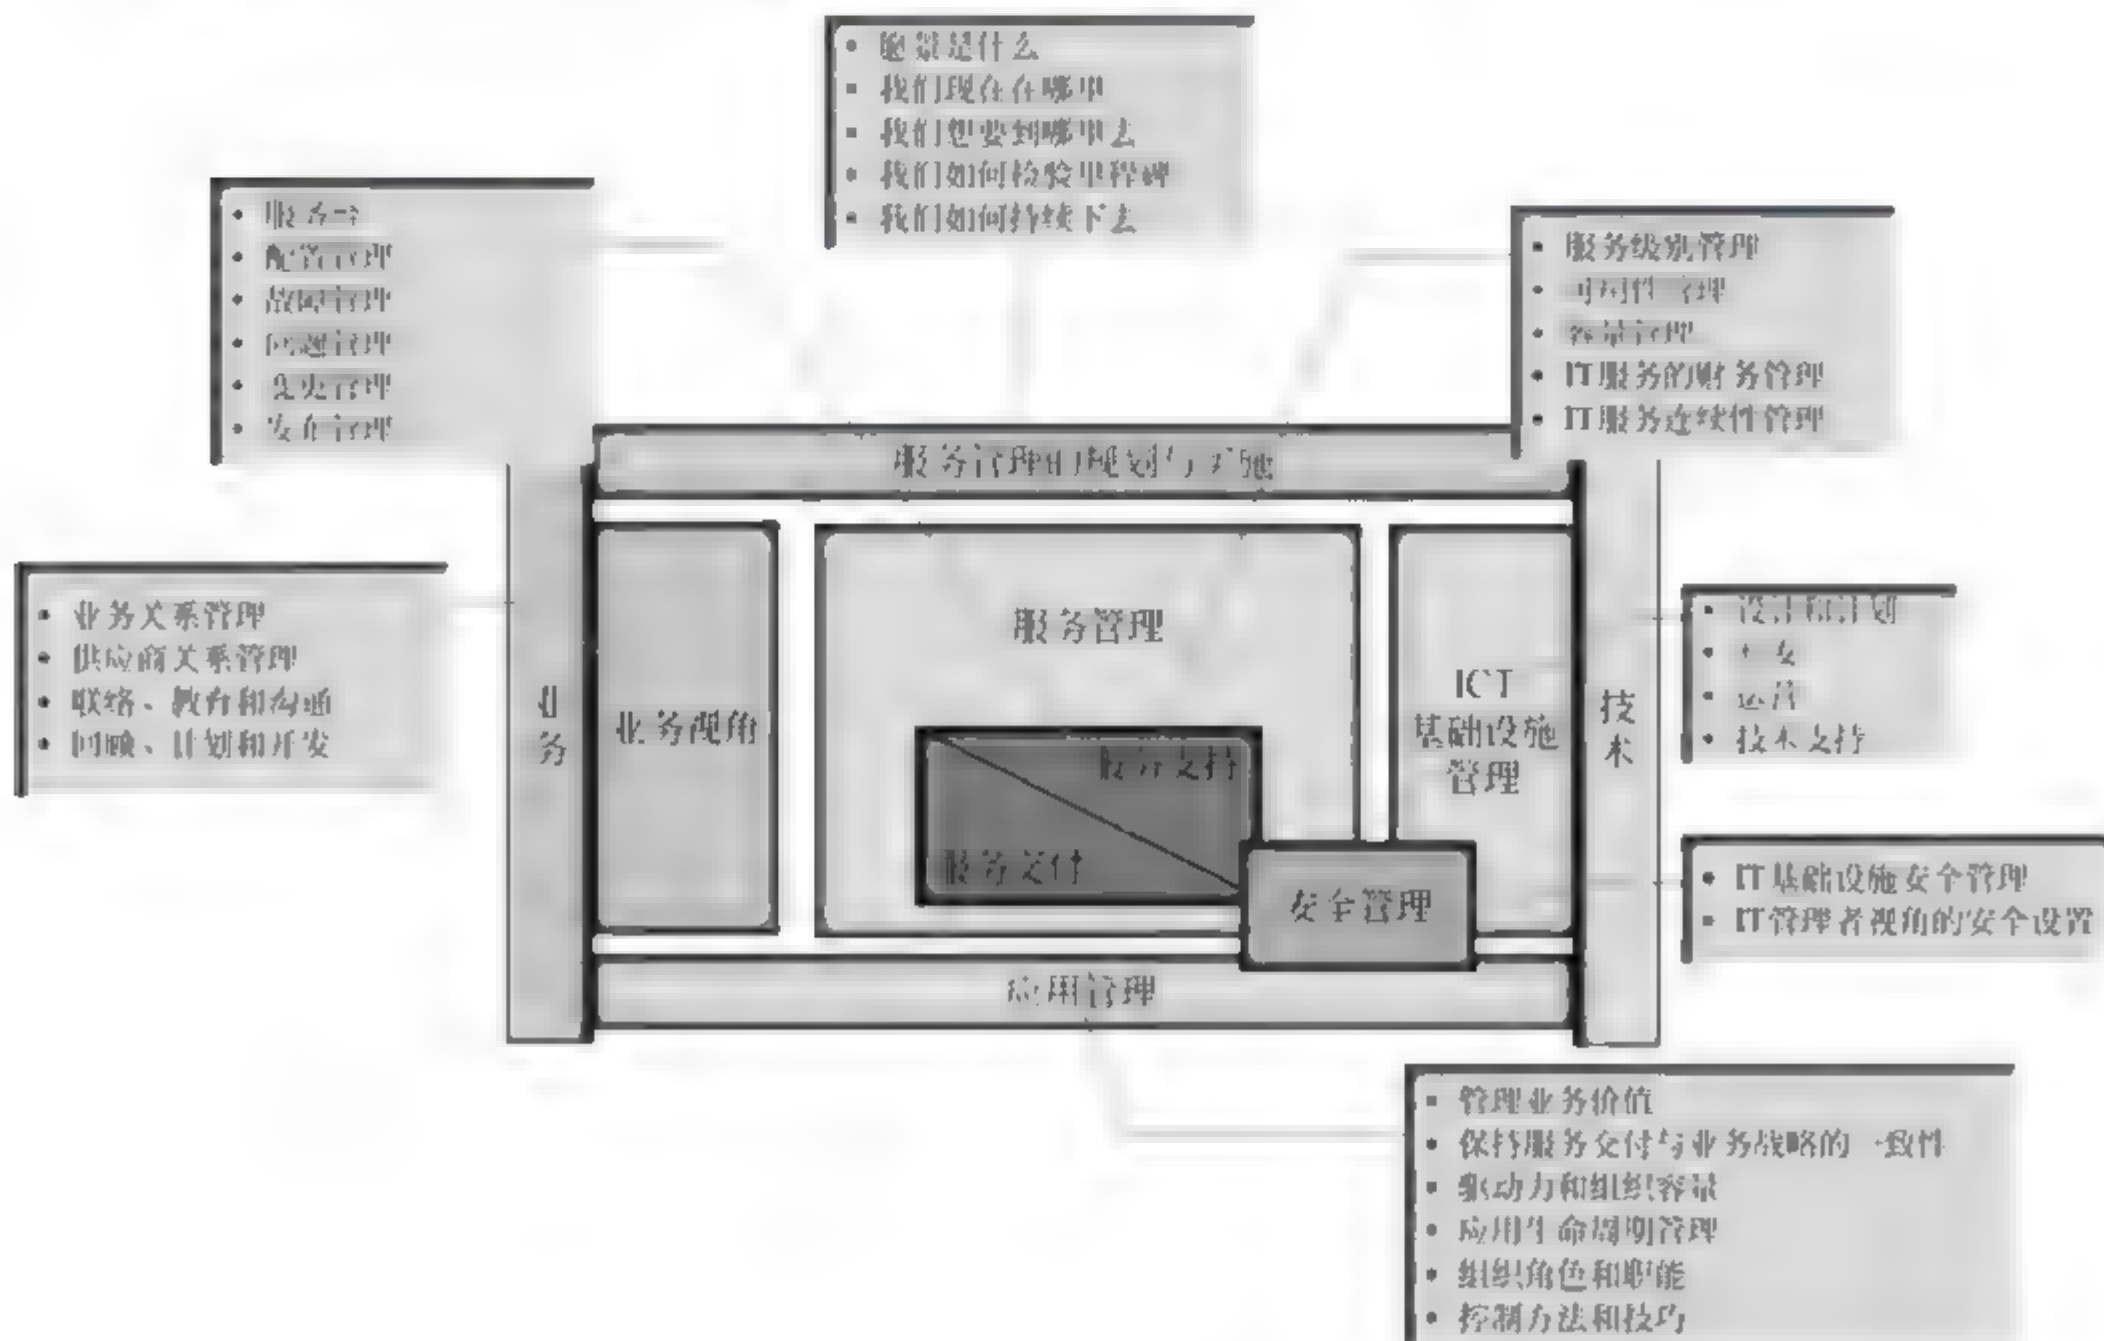 愿景是什么
我们现在在哪里
我们想要到哪里去
我们如何检验里程碑
我们如何持续下去
服务台
配置管理
故障管理
问题管理
变更管理
发布管理
服务级别管理
可用性管理
容量管理
IT服务的财务管理
IT服务连续性管理
服务管理的规划与实施
业务关系管理
供应商关系管理
联络、教育和沟通
回顾、计划和开发
业务
业务视角
服务管理
服务支持
服务交付
安全管理
ICT
基础设施
管理
技术
设计和计划
运营
技术支持
IT基础设施安全管理
IT管理者视角的安全设置
应用管理
管理业务价值
保持服务交付与业务战略的一致性
驱动力和组织容量
应用生命周期管理
组织角色和职能
控制方法和技巧